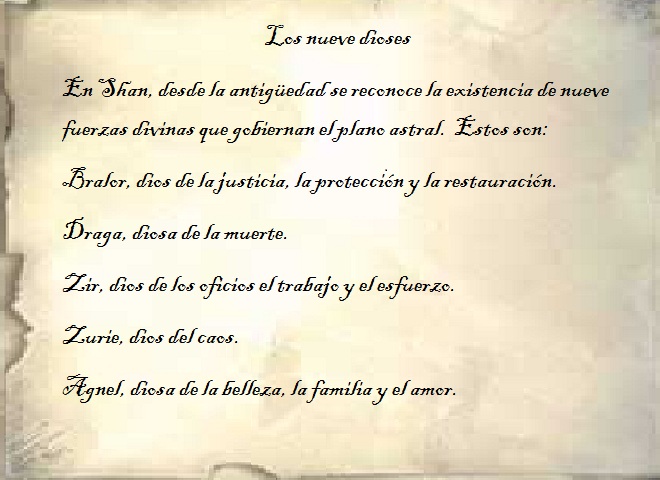 Los nueve dioses
En Shan, desde la antigüedad se reconoce la existencia de nueve
fuerzas divinas que gobiernan el plano astral. Estos son:
Bralor, dios de la justicia, la protección y la restauración.
Draga, diosa de la muerte.
Zir, dios de los oficios el trabajo y el esfuerzo.
Zurie, dios del caos.
Agnel, diosa de la belleza, la familia y el amor.